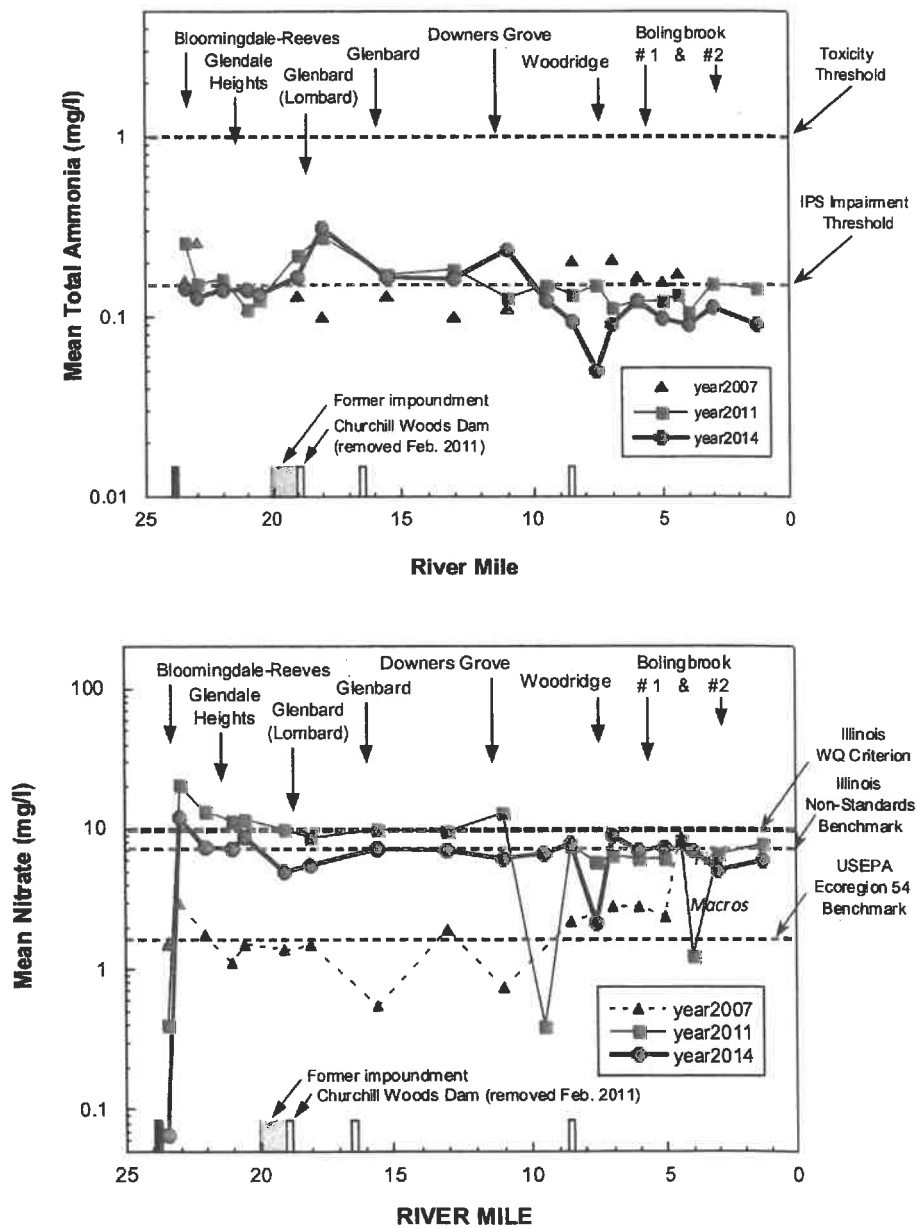 Bloomingdale-Reeves
Glendale
Heights
Glenbard
(Lombard)
Glenbard
Downers Grove
Woodridge
Bolingbrook
# 1 & #2
Toxicity
Threshold
IPS Impairment
Threshold
Mean Total Ammonia (mg/l)
1
0.1
0.01
Former impoundment
Churchill Woods Dam
(removed Feb. 2011)
year2007
year2011
year2014
25 20 15 10 5 0
River Mile
Bloomingdale-Reeves
Glendale
Heights
Glenbard
(Lombard)
Glenbard
Downers Grove
Woodridge
Bolingbrook
# 1 & #2
Illinois
WQ Criterion
Illinois
Non-Standards
Benchmark
USEPA
Ecoregion 54
Benchmark
Mean Nitrate (mg/l)
100
10
1
0.1
Macros
year2007
year2011
year2014
Former impoundment
Churchill Woods Dam (removed Feb. 2011)
25 20 15 10 5 0
RIVER MILE